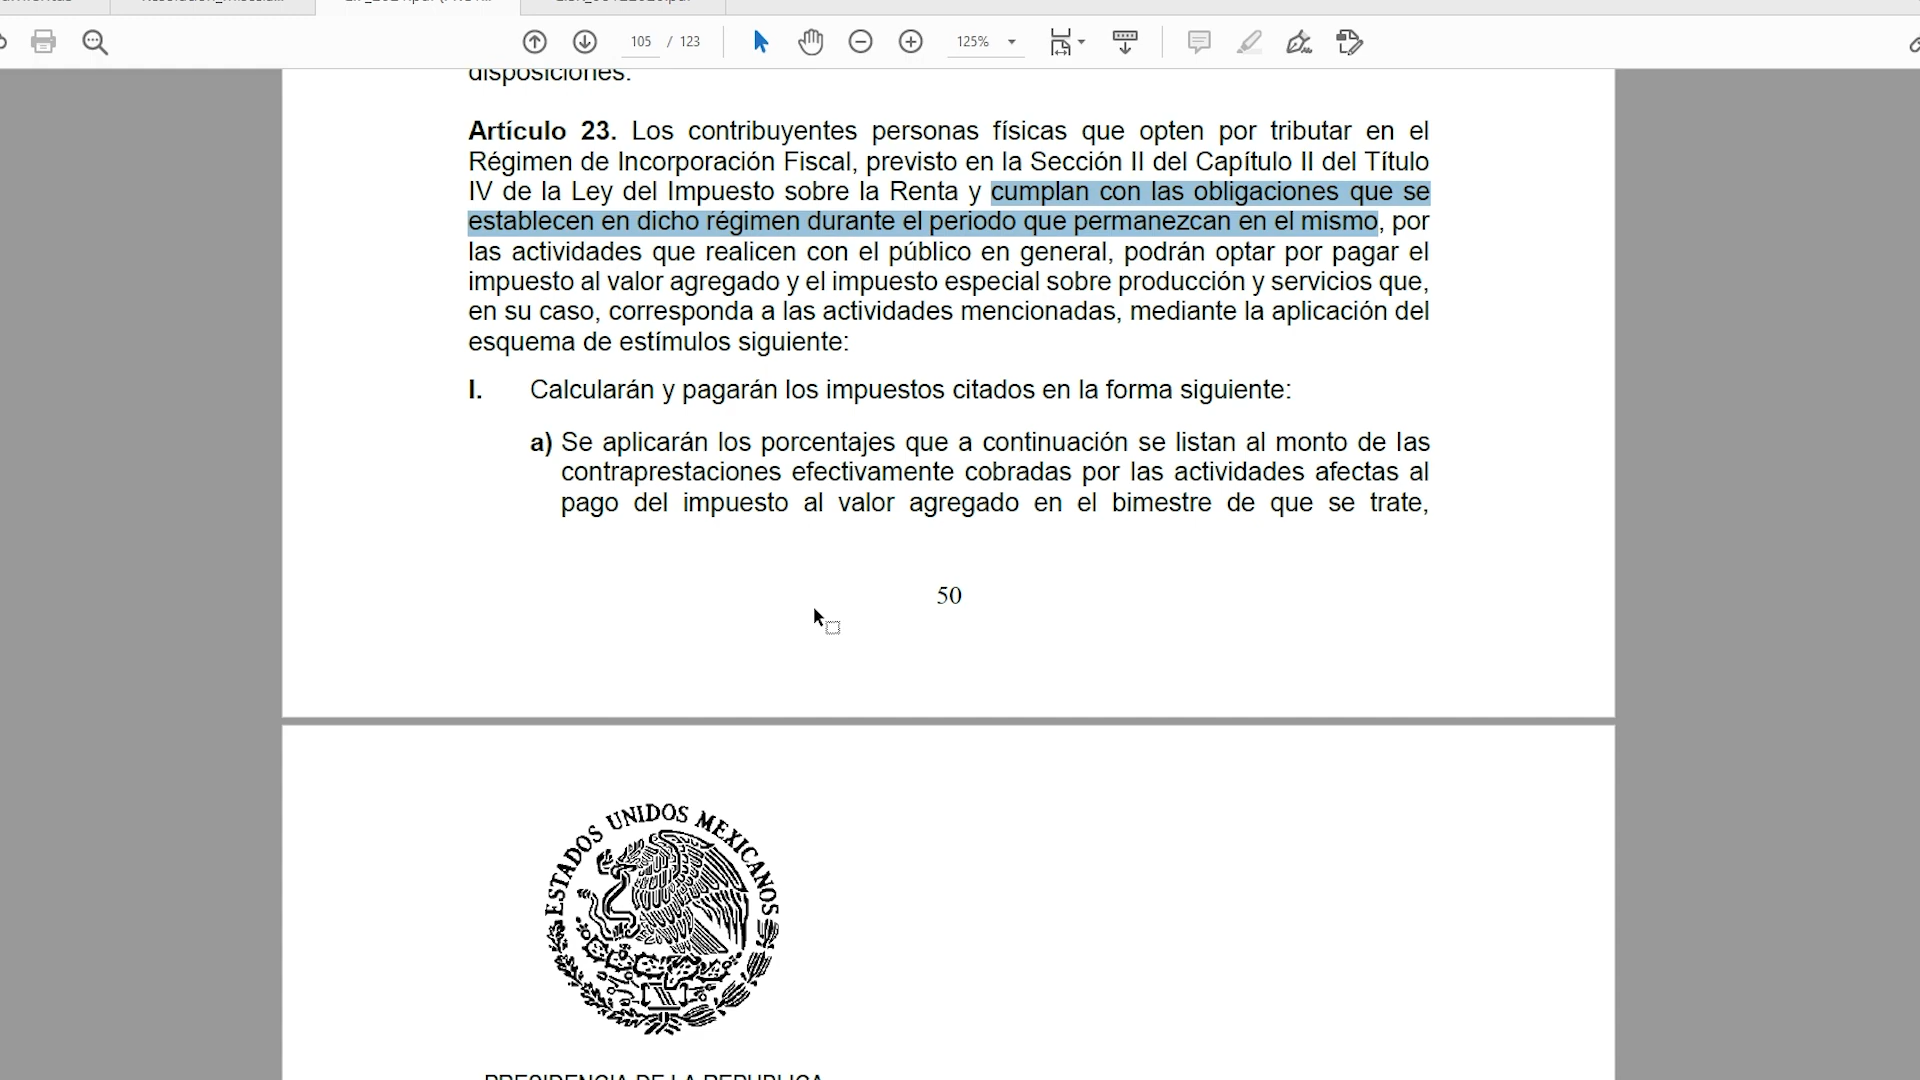 105 / 123
125%
disposiciones.
Artículo 23. Los contribuyentes personas físicas que opten por tributar en el
Régimen de Incorporación Fiscal, previsto en la Sección II del Capítulo II del Título
IV de la Ley del Impuesto sobre la Renta y cumplan con las obligaciones que se
establecen en dicho régimen durante el periodo que permanezcan en el mismo, por
las actividades que realicen con el público en general, podrán optar por pagar el
impuesto al valor agregado y el impuesto especial sobre producción y servicios que,
en su caso, corresponda a las actividades mencionadas, mediante la aplicación del
esquema de estímulos siguiente:
I. Calcularán y pagarán los impuestos citados en la forma siguiente:
a) Se aplicarán los porcentajes que a continuación se listan al monto de las
contraprestaciones efectivamente cobradas por las actividades afectas al
pago del impuesto al valor agregado en el bimestre de que se trate,
50
ESTADOS UNIDOS MEXICANOS
PRESIDENCIA DE LA REPUBLICA